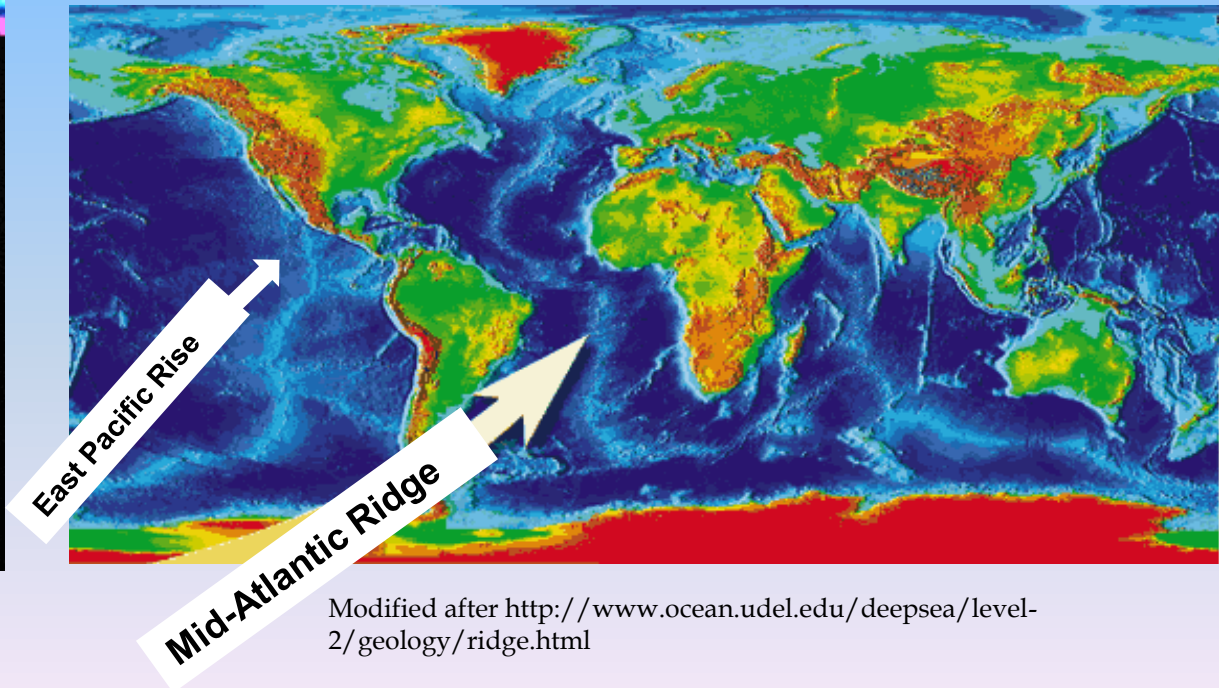 East Pacific Rise
Mid-Atlantic Ridge
Modified after http://www.ocean.udel.edu/deepsea/level-
2/geology/ridge.html